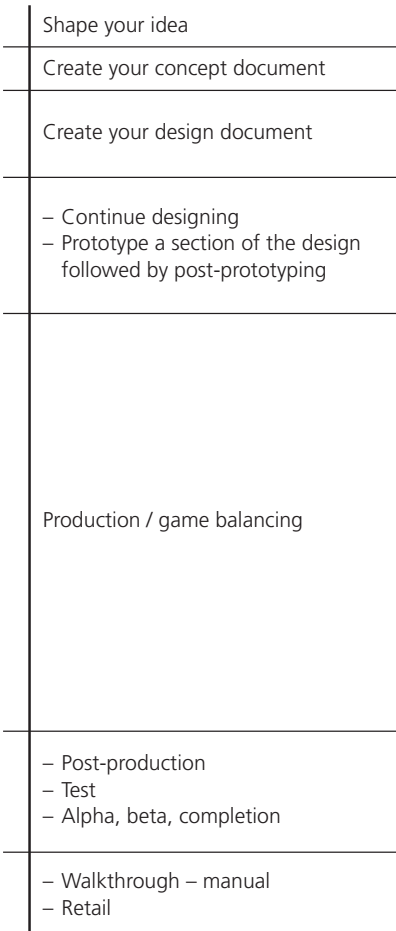 Shape your idea
Create your concept document
Create your design document
– Continue designing
– Prototype a section of the design
followed by post-prototyping
Production / game balancing
– Post-production
– Test
– Alpha, beta, completion
– Walkthrough – manual
– Retail